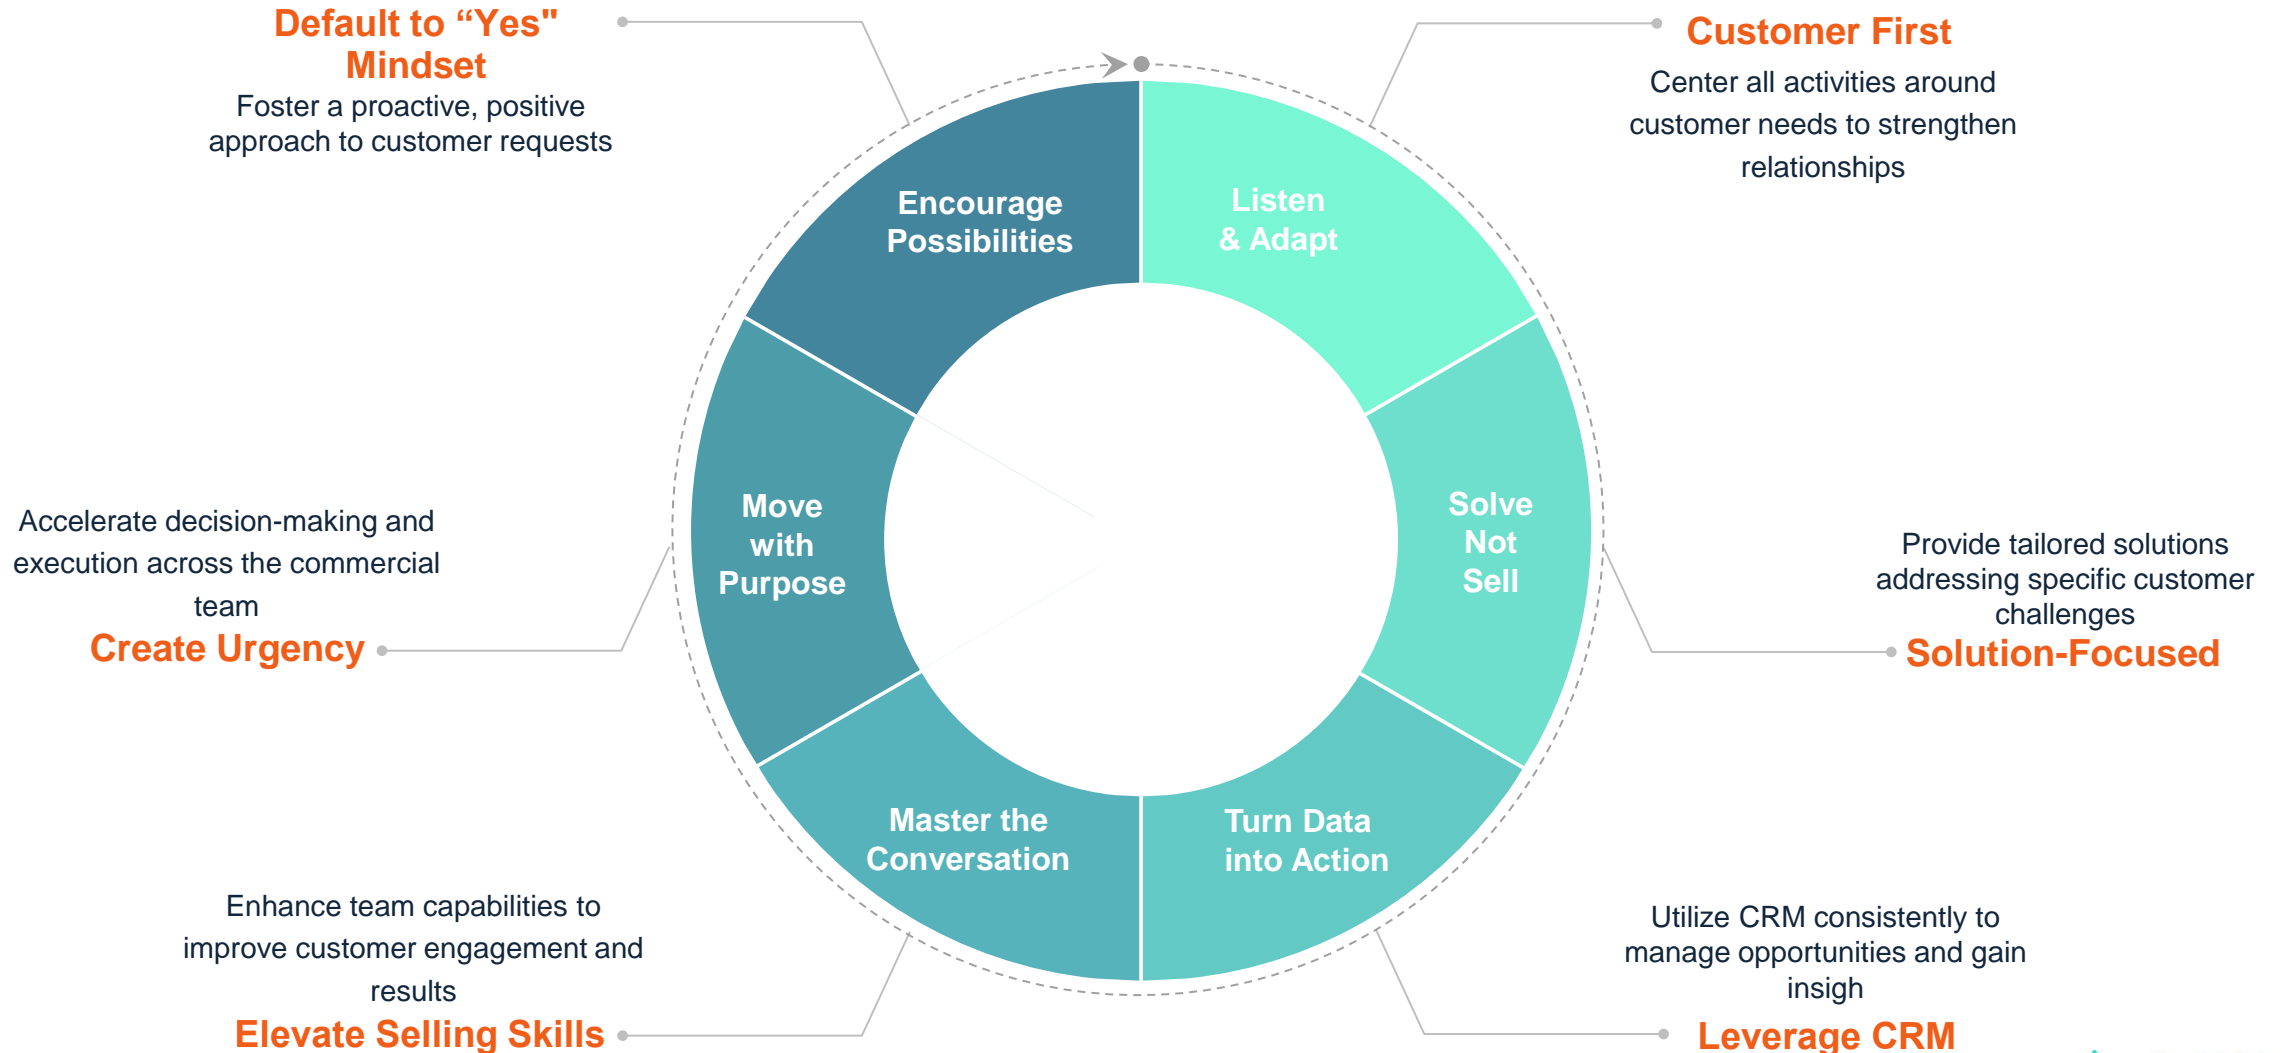 Default to “Yes"
Mindset
Foster a proactive, positive
approach to customer requests
Customer First
Center all activities around
customer needs to strengthen
relationships
Encourage
Possibilities
Listen
& Adapt
Move
with
Purpose
Solve
Not
Sell
Accelerate decision-making and
execution across the commercial
team
Create Urgency
Provide tailored solutions
addressing specific customer
challenges
Solution-Focused
Master the
Conversation
Turn Data
into Action
Enhance team capabilities to
improve customer engagement and
results
Elevate Selling Skills
Utilize CRM consistently to
manage opportunities and gain
insigh
Leverage CRM